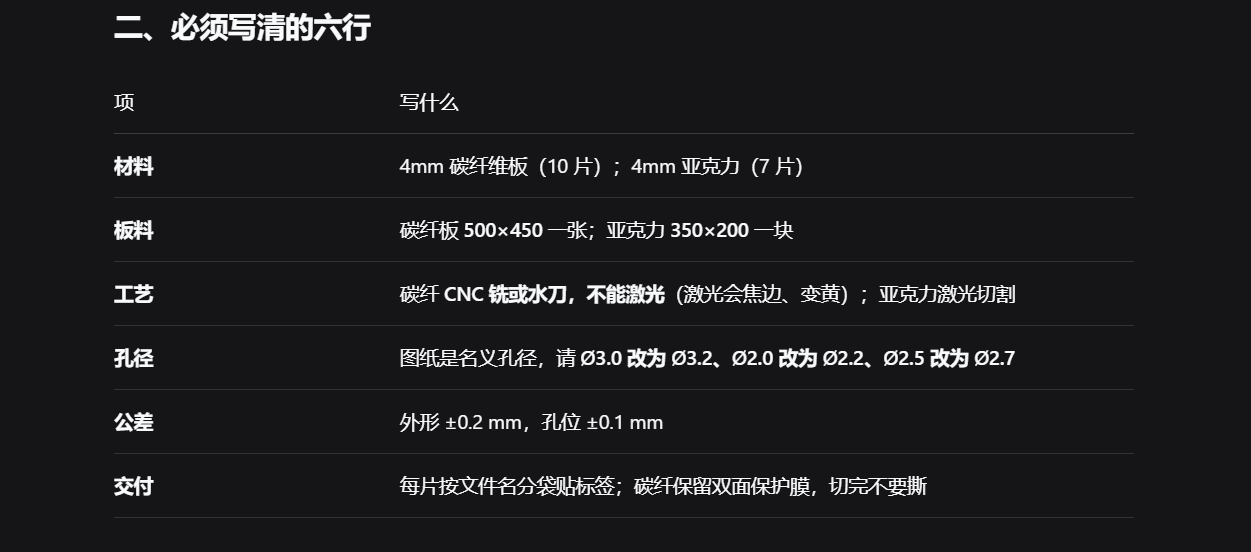 二、必须写清的六行
项 写什么
材料 4mm 碳纤维板（10 片）；4mm 亚克力（7 片）
板料 碳纤板 500×450 一张；亚克力 350×200 一块
工艺 碳纤 CNC 铣或水刀，不能激光（激光会焦边、变黄）；亚克力激光切割
孔径 图纸是名义孔径，请 Ø3.0 改为 Ø3.2、Ø2.0 改为 Ø2.2、Ø2.5 改为 Ø2.7
公差 外形 ±0.2 mm，孔位 ±0.1 mm
交付 每片按文件名分袋贴标签；碳纤保留双面保护膜，切完不要撕